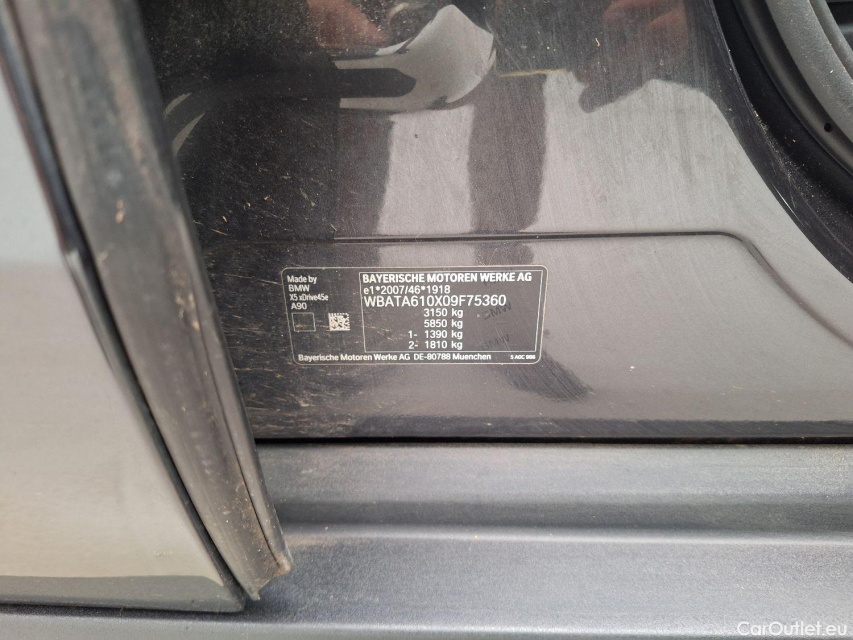 Made by
BMW
X5 xDrive45e
A90
BAYERISCHE MOTOREN WERKE AG
e1*2007/46*1918
WBATA610X09F75360
3150 kg
5850 kg
1- 1390 kg
2- 1810 kg
Bayerische Motoren Werke AG DE-80788 Muenchen
CarOutlet.eu